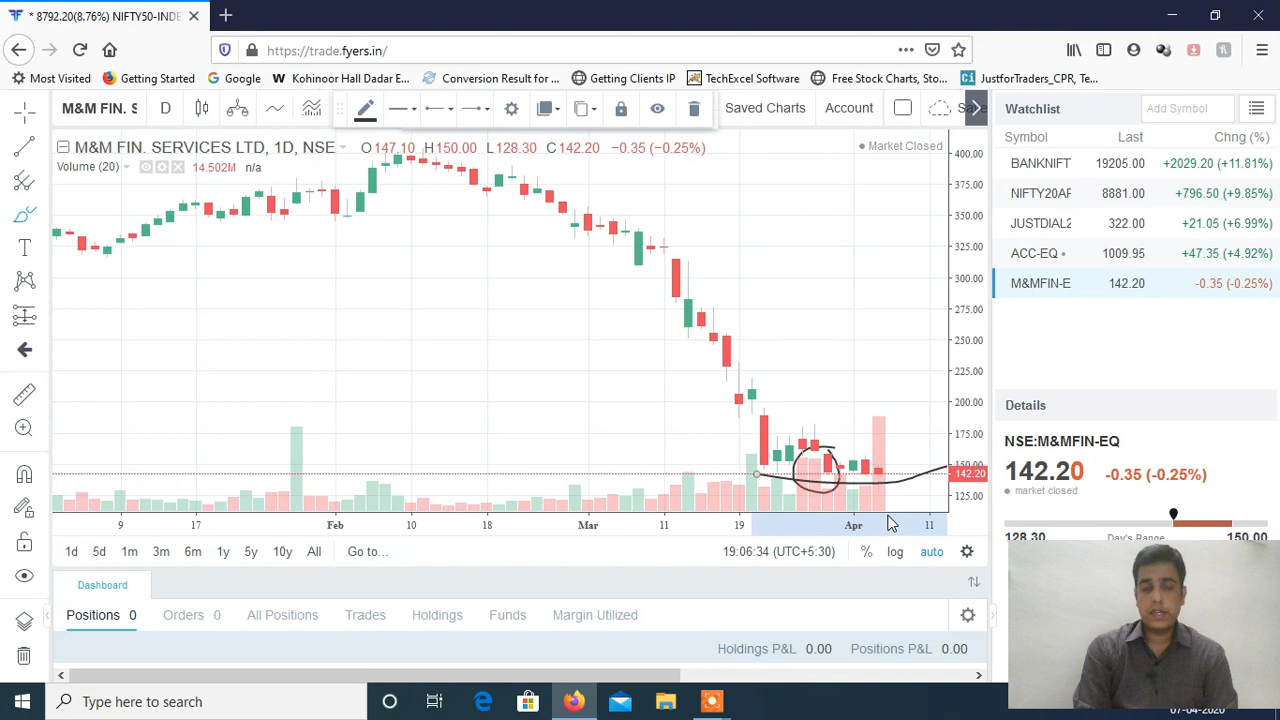 * 8792.20(8.76%) NIFTY50-INDE
https://trade.fyers.in/
Most Visited
Getting Started
Google
Kohinoor Hall Dadar E...
Conversion Result for ...
Getting Clients IP
TechExcel Software
Free Stock Charts, Sto...
JustforTraders_CPR, Te...
M&M FIN. S
D
Saved Charts
Account
Watchlist
Add Symbol
Symbol Last Chng (%)
M&M FIN. SERVICES LTD, 1D, NSE O147.10 H150.00 L128.30 C142.20 −0.35 (−0.25%)
Market Closed
Volume (20) 14.502M n/a
BANKNIFT 19205.00 +2029.20 (+11.81%)
NIFTY20AF 8881.00 +796.50 (+9.85%)
JUSTDIAL2 322.00 +21.05 (+6.99%)
ACC-EQ 1009.95 +47.35 (+4.92%)
M&MFIN-E 142.20 -0.35 (-0.25%)
400.00
375.00
350.00
325.00
300.00
275.00
250.00
225.00
200.00
175.00
142.20
125.00
9 17 Feb 10 18 Mar 11 19 Apr 11
Details
NSE:M&MFIN-EQ
142.20 -0.35 (-0.25%)
market closed
128.30 Day's Range 150.00
1d 5d 1m 3m 6m 1y 5y 10y All Go to...
19:06:34 (UTC+5:30) % log auto
Dashboard
Positions 0 Orders 0 All Positions Trades Holdings Funds Margin Utilized
Holdings P&L 0.00 Positions P&L 0.00
Type here to search
07-04-2020